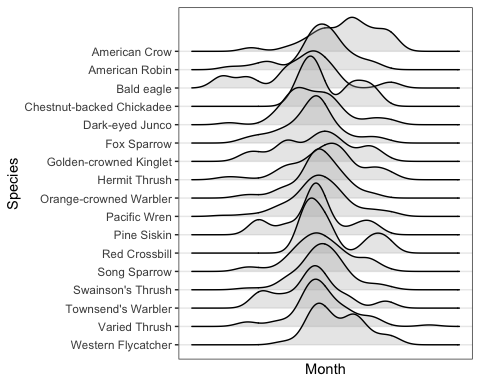 American Crow
American Robin
Bald eagle
Chestnut-backed Chickadee
Dark-eyed Junco
Fox Sparrow
Golden-crowned Kinglet
Hermit Thrush
Orange-crowned Warbler
Pacific Wren
Pine Siskin
Red Crossbill
Song Sparrow
Swainson's Thrush
Townsend's Warbler
Varied Thrush
Western Flycatcher
Species
Month